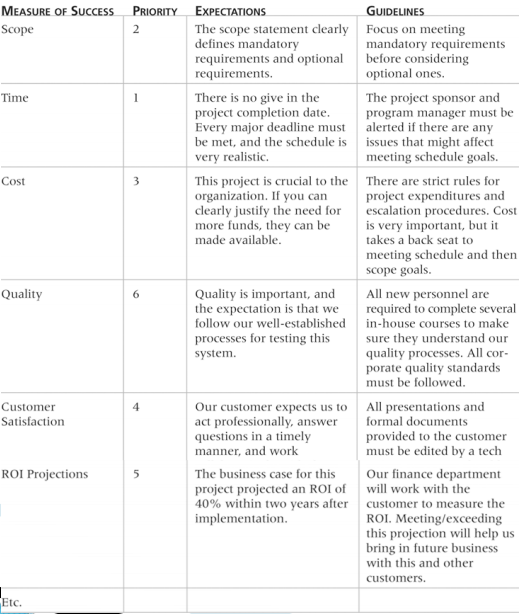 MEASURE OF SUCCESS PRIORITY EXPECTATIONS GUIDELINES
Scope 2 The scope statement clearly Focus on meeting
defines mandatory mandatory requirements
requirements and optional before considering
requirements. optional ones.
Time 1 There is no give in the The project sponsor and
project completion date. program manager must be
Every major deadline must alerted if there are any
be met, and the schedule is issues that might affect
very realistic. meeting schedule goals.
Cost 3 This project is crucial to the There are strict rules for
organization. If you can project expenditures and
clearly justify the need for escalation procedures. Cost
more funds, they can be is very important, but it
made available. takes a back seat to
meeting schedule and then
scope goals.
Quality 6 Quality is important, and All new personnel are
the expectation is that we required to complete several
follow our well-established in-house courses to make
processes for testing this sure they understand our
system. quality processes. All cor-
porate quality standards
must be followed.
Customer 4 Our customer expects us to All presentations and
Satisfaction act professionally, answer formal documents
questions in a timely provided to the customer
manner, and work must be edited by a tech
ROI Projections 5 The business case for this Our finance department
project projected an ROI of will work with the
40% within two years after customer to measure the
implementation. ROI. Meeting/exceeding
this projection will help us
bring in future business
with this and other
customers.
Etc.